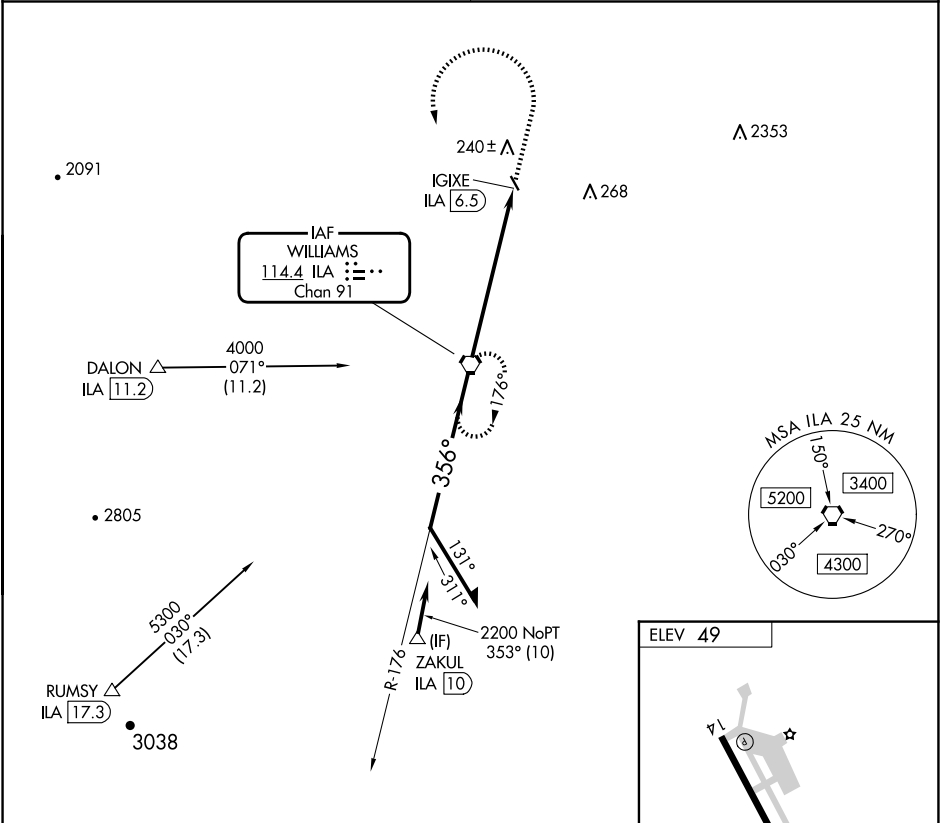 2353
240±
2091
IGIXE
ILA 6.5
268
IAF
WILLIAMS
114.4 ILA
Chan 91
4000
071°
(11.2)
DALON
ILA 11.2
176°
356°
MSA ILA 25 NM
150°
3400
5200
270°
030°
4300
2805
131°
311°
5300
030°
(17.3)
2200 NoPT
353° (10)
(IF)
ZAKUL
ILA 10
R-176
RUMSY
ILA 17.3
3038
ELEV 49
14
P